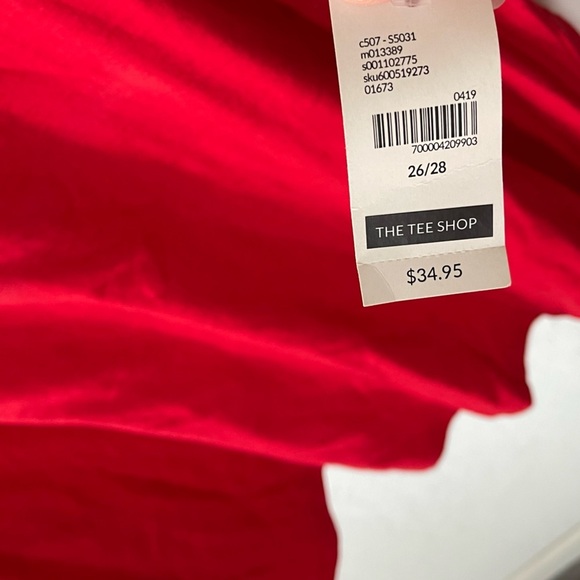 c507 - S5031
m013389
s001102775
sku600519273
01673
0419
700004209903
26/28
THE TEE SHOP
$34.95